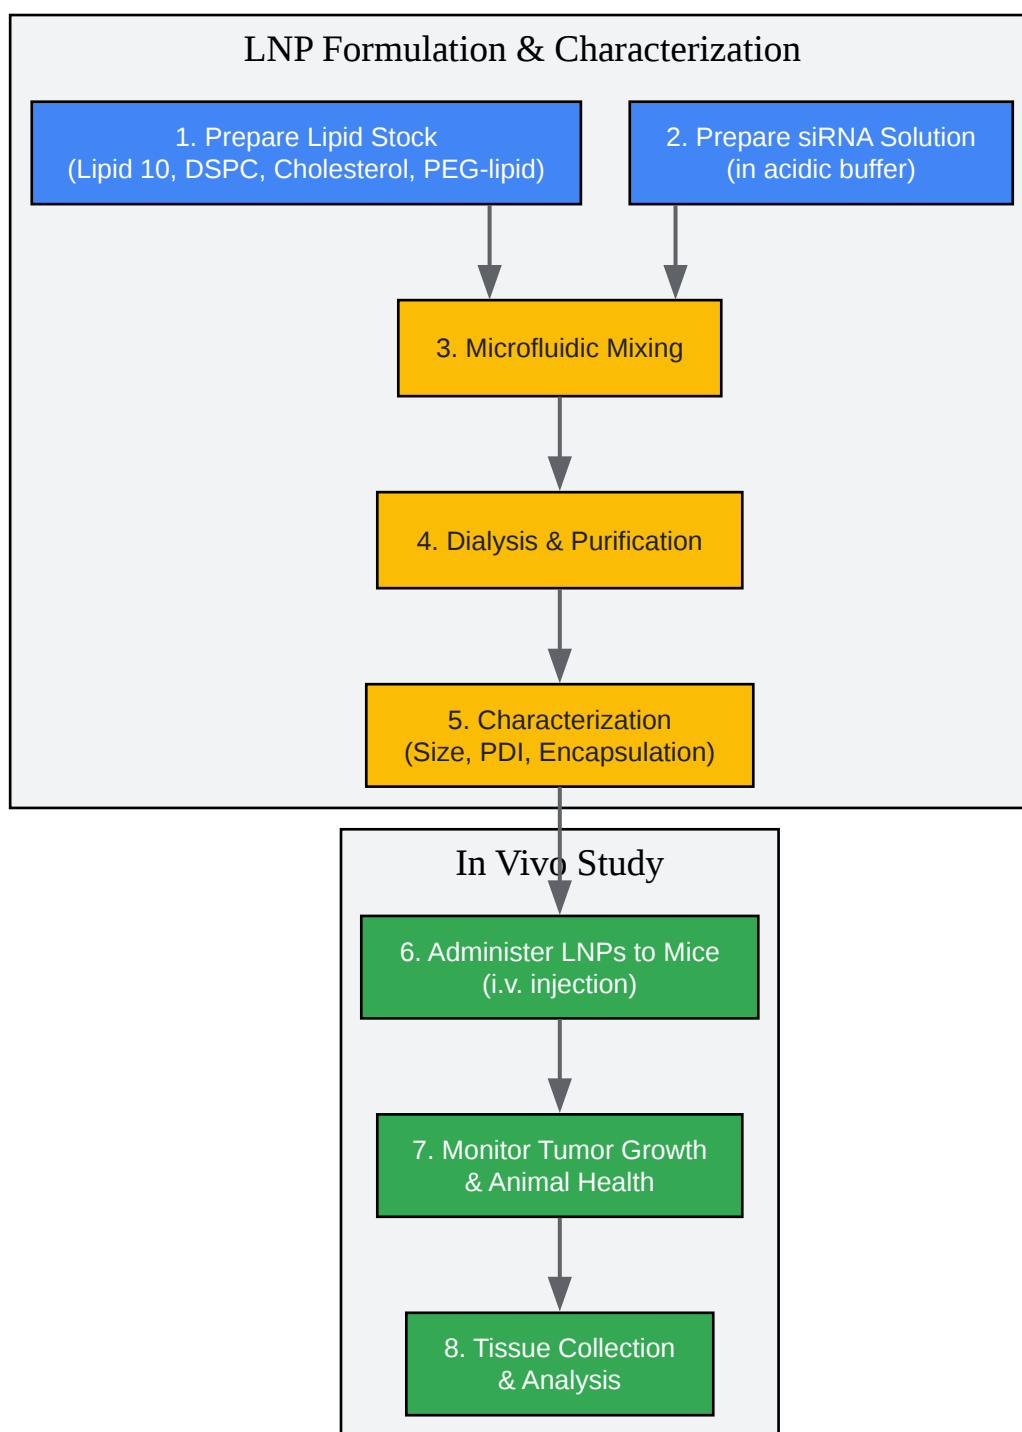 LNP Formulation & Characterization
1. Prepare Lipid Stock
(Lipid 10, DSPC, Cholesterol, PEG-lipid)
2. Prepare siRNA Solution
(in acidic buffer)
3. Microfluidic Mixing
4. Dialysis & Purification
5. Characterization
(Size, PDI, Encapsulation)
In Vivo Study
6. Administer LNPs to Mice
(i.v. injection)
7. Monitor Tumor Growth
& Animal Health
8. Tissue Collection
& Analysis